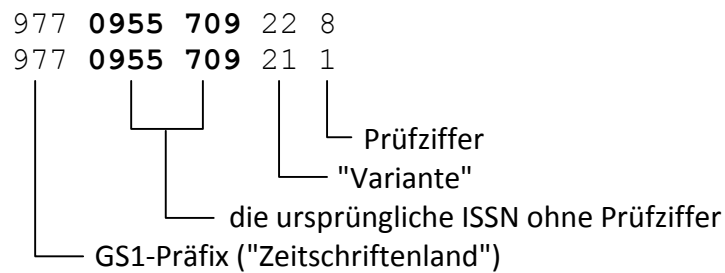 977 0955 709 22 8
977 0955 709 21 1
Prüfziffer
"Variante"
die ursprüngliche ISSN ohne Prüfziffer
GS1-Präfix ("Zeitschriftenland")